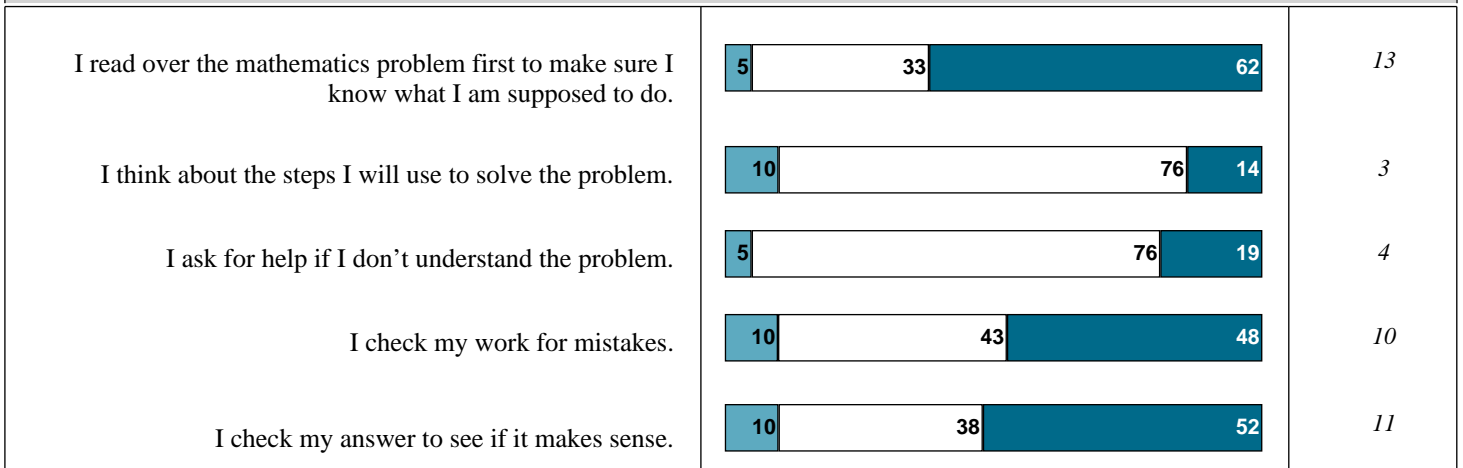 I read over the mathematics problem first to make sure I
know what I am supposed to do.
5 33 62 13
I think about the steps I will use to solve the problem.
10 76 14 3
I ask for help if I don’t understand the problem.
5 76 19 4
I check my work for mistakes.
10 43 48 10
I check my answer to see if it makes sense.
10 38 52 11